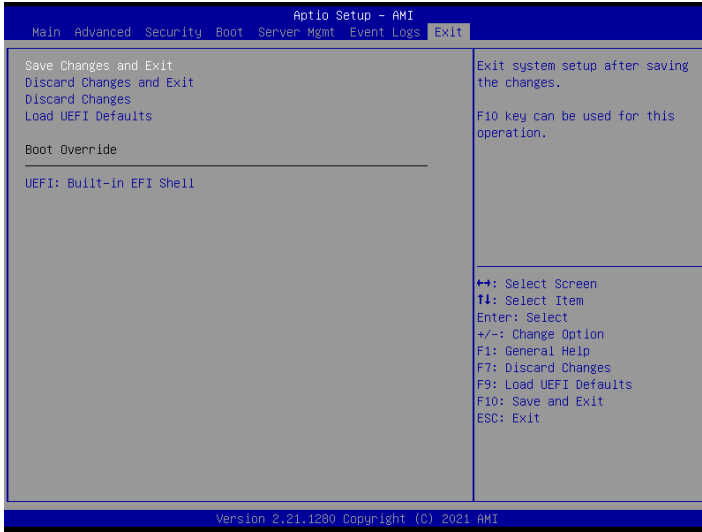 Aptio Setup - AMI
Main Advanced Security Boot Server Mgmt Event Logs Exit
Save Changes and Exit
Discard Changes and Exit
Discard Changes
Load UEFI Defaults
Boot Override
UEFI: Built-in EFI Shell
Exit system setup after saving
the changes.
F10 key can be used for this
operation.
↔: Select Screen
↑↓: Select Item
Enter: Select
+/-: Change Option
F1: General Help
F7: Discard Changes
F9: Load UEFI Defaults
F10: Save and Exit
ESC: Exit
Version 2.21.1280 Copyright (C) 2021 AMI